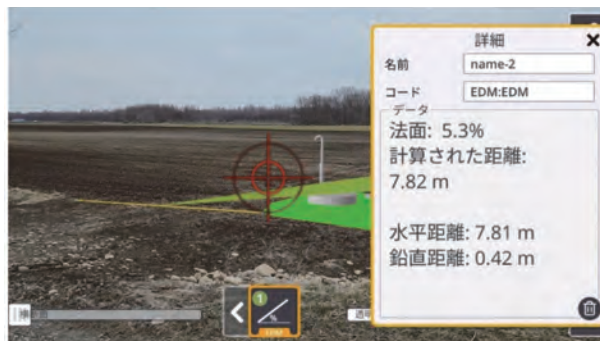 詳細
名前
name-2
コード
EDM:EDM
データ
法面: 5.3%
計算された距離:
7.82 m
水平距離: 7.81 m
鉛直距離: 0.42 m
1
%